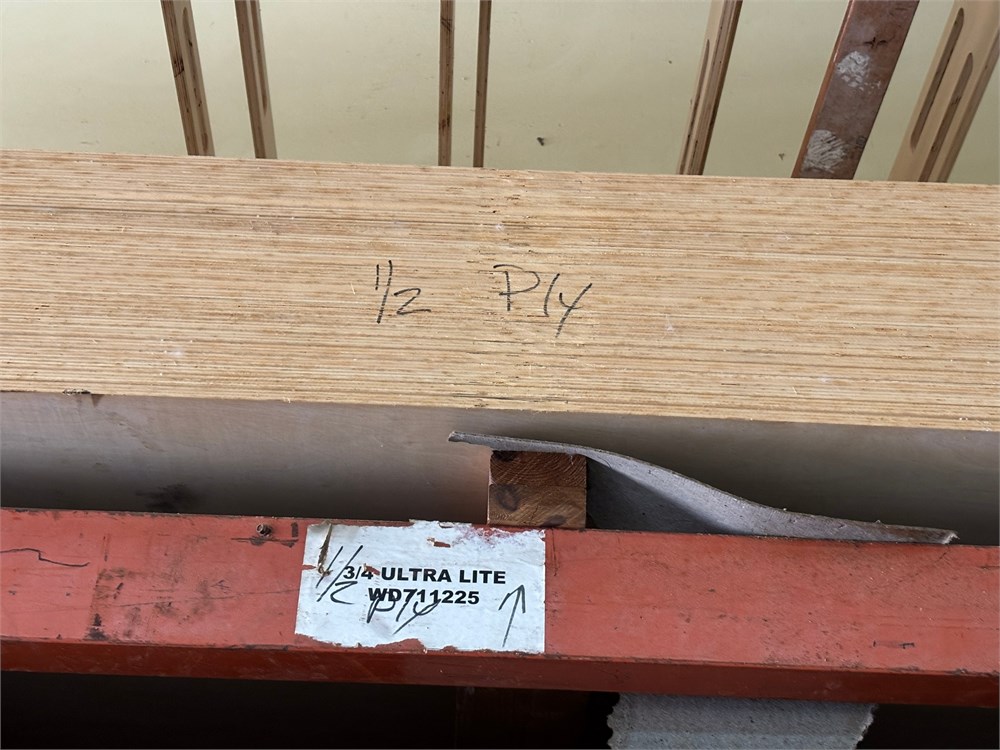 1/2 Ply
3/4 ULTRA LITE
WD711225
1/2 Ply ↑